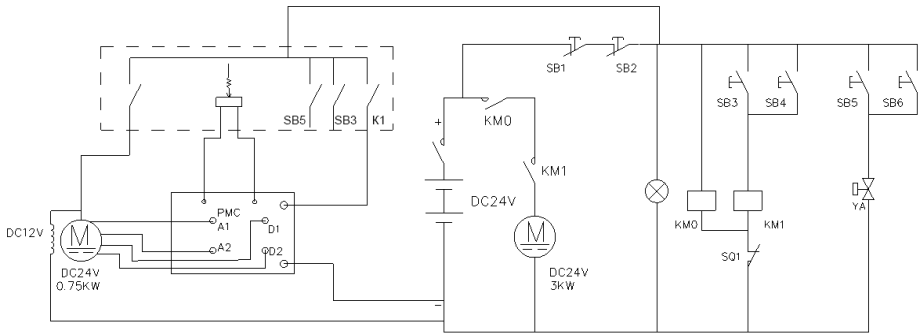 SB1
SB2
SB5
SB3
K1
+
KM0
SB3
SB4
SB5
SB6
KM1
DC24V
PMC
A1
D1
A2
D2
DC12V
M
DC24V
0.75KW
M
DC24V
3KW
KM0
KM1
YA
SQ1
−